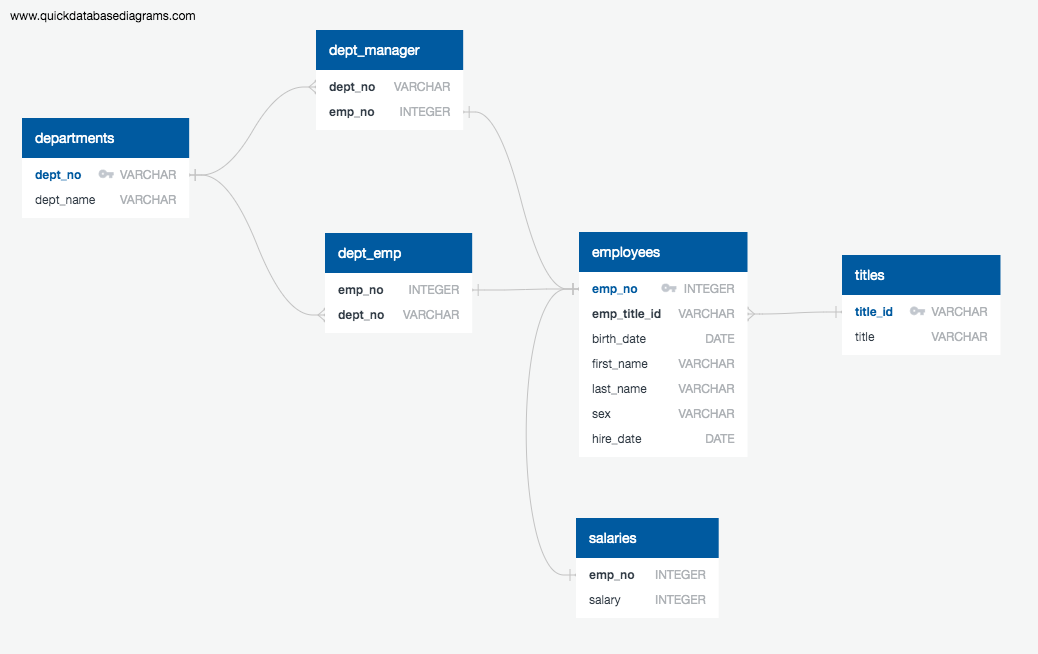 www.quickdatabasediagrams.com
dept_manager
dept_no VARCHAR
emp_no INTEGER
departments
dept_no VARCHAR
dept_name VARCHAR
dept_emp
emp_no INTEGER
dept_no VARCHAR
employees
emp_no INTEGER
emp_title_id VARCHAR
birth_date DATE
first_name VARCHAR
last_name VARCHAR
sex VARCHAR
hire_date DATE
titles
title_id VARCHAR
title VARCHAR
salaries
emp_no INTEGER
salary INTEGER